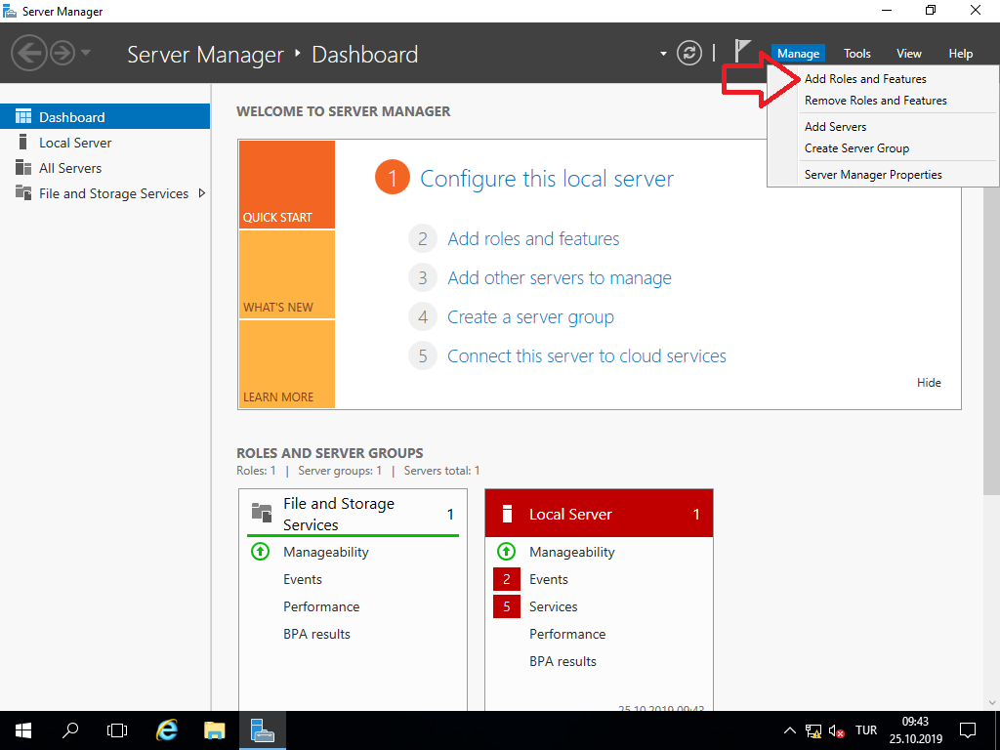 Server Manager
Server Manager ‣ Dashboard
Manage Tools View Help
Add Roles and Features
Remove Roles and Features
Add Servers
Create Server Group
Server Manager Properties
Dashboard
Local Server
All Servers
File and Storage Services
WELCOME TO SERVER MANAGER
QUICK START
WHAT'S NEW
LEARN MORE
1 Configure this local server
2 Add roles and features
3 Add other servers to manage
4 Create a server group
5 Connect this server to cloud services
Hide
ROLES AND SERVER GROUPS
Roles: 1 | Server groups: 1 | Servers total: 1
File and Storage
Services 1
Manageability
Events
Performance
BPA results
Local Server 1
Manageability
2 Events
5 Services
Performance
BPA results
25.10.2019 09:43
TUR
09:43
25.10.2019